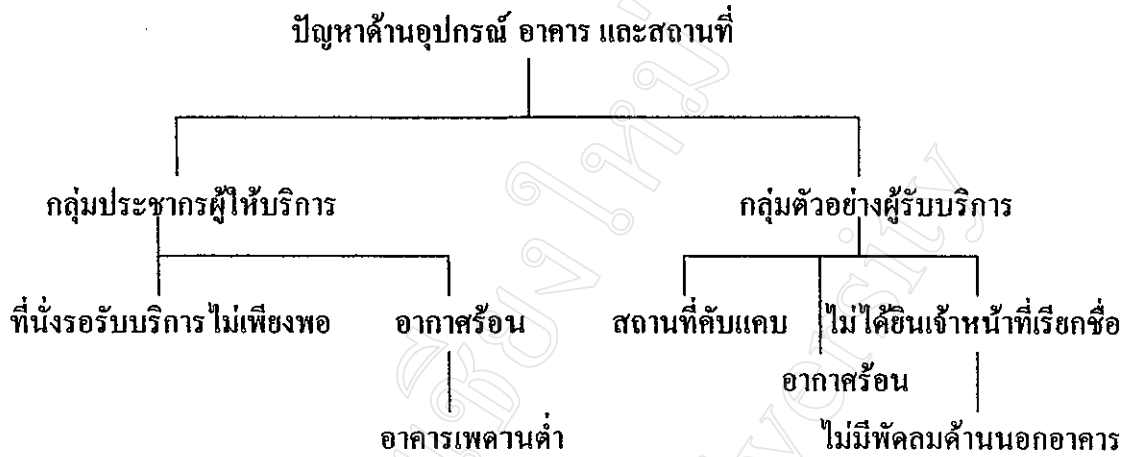 ปัญหาด้านอุปกรณ์ อาคาร และสถานที่
กลุ่มประชากรผู้ให้บริการ
กลุ่มตัวอย่างผู้รับบริการ
ที่นั่งรอรับบริการไม่เพียงพอ
อากาศร้อน
สถานที่คับแคบ
ไม่ได้ยินเจ้าหน้าที่เรียกชื่อ
อากาศร้อน
อาคารเพดานต่ำ
ไม่มีพัดลมด้านนอกอาคาร